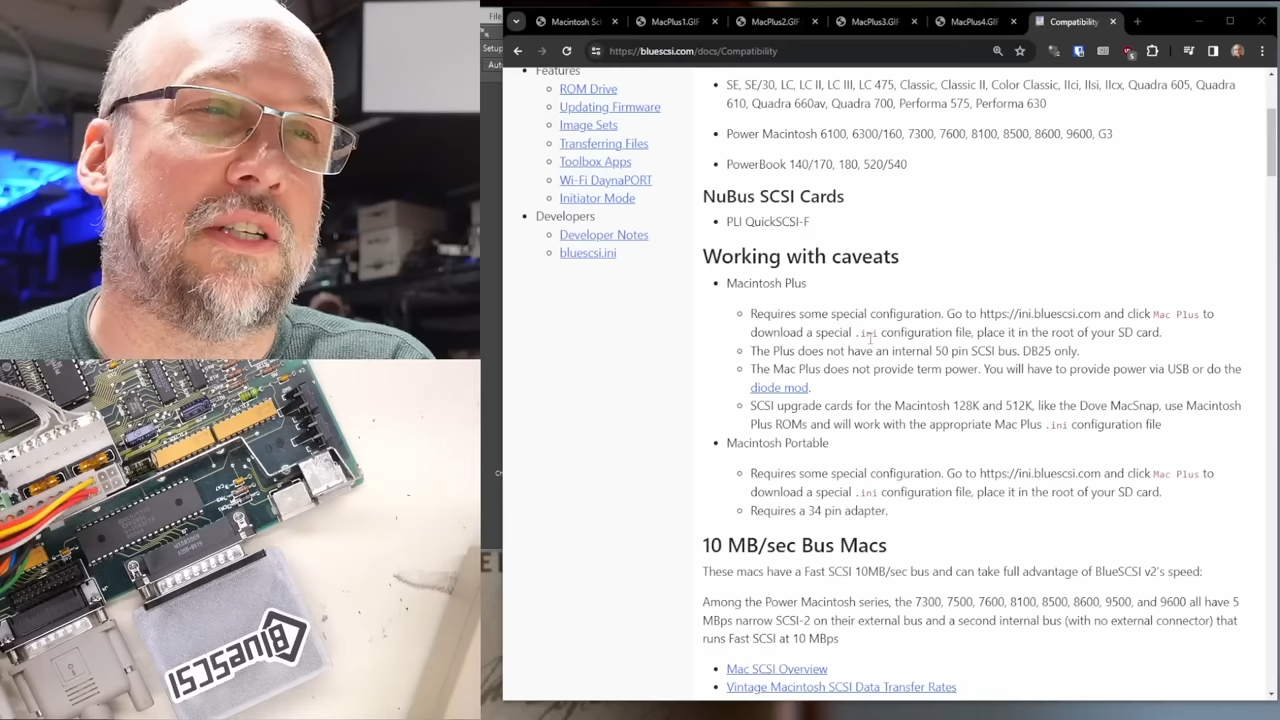 File
Setup
Auto
Macintosh Sc
MacPlus1.GIF
MacPlus2.GIF
MacPlus3.GIF
MacPlus4.GIF
Compatibility
https://bluescsi.com/docs/Compatibility
Features
ROM Drive
Updating Firmware
Image Sets
Transferring Files
Toolbox Apps
Wi-Fi DaynaPORT
Initiator Mode
Developers
Developer Notes
bluescsi.ini
SE, SE/30, LC, LC II, LC III, LC 475, Classic, Classic II, Color Classic, IIci, IIsi, IIcx, Quadra 605, Quadra
610, Quadra 660av, Quadra 700, Performa 575, Performa 630
Power Macintosh 6100, 6300/160, 7300, 7600, 8100, 8500, 8600, 9600, G3
PowerBook 140/170, 180, 520/540
NuBus SCSI Cards
PLI QuickSCSI-F
Working with caveats
Macintosh Plus
Requires some special configuration. Go to https://ini.bluescsi.com and click Mac Plus to
download a special .ini configuration file, place it in the root of your SD card.
The Plus does not have an internal 50 pin SCSI bus. DB25 only.
The Mac Plus does not provide term power. You will have to provide power via USB or do the
diode mod.
SCSI upgrade cards for the Macintosh 128K and 512K, like the Dove MacSnap, use Macintosh
Plus ROMs and will work with the appropriate Mac Plus .ini configuration file
Macintosh Portable
Requires some special configuration. Go to https://ini.bluescsi.com and click Mac Plus to
download a special .ini configuration file, place it in the root of your SD card.
Requires a 34 pin adapter.
10 MB/sec Bus Macs
These macs have a Fast SCSI 10MB/sec bus and can take full advantage of BlueSCSI v2's speed:
Among the Power Macintosh series, the 7300, 7500, 7600, 8100, 8500, 8600, 9500, and 9600 all have 5
MBps narrow SCSI-2 on their external bus and a second internal bus (with no external connector) that
runs Fast SCSI at 10 MBps
Mac SCSI Overview
Vintage Macintosh SCSI Data Transfer Rates
BlueSCSI